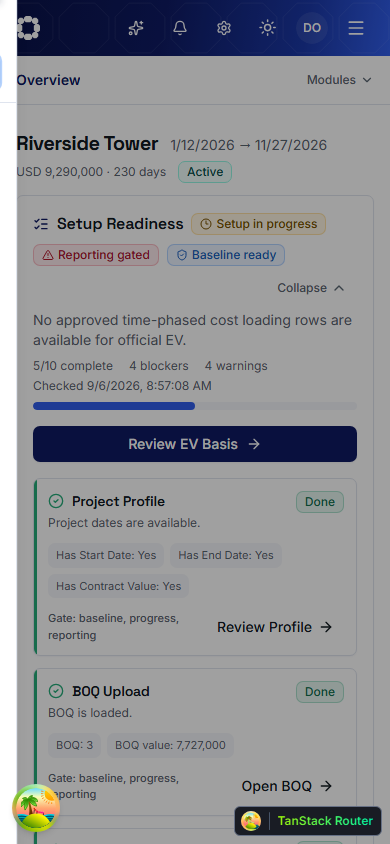 DO
Overview
Modules
Riverside Tower 1/12/2026 → 11/27/2026
USD 9,290,000 · 230 days Active
Setup Readiness Setup in progress
Reporting gated Baseline ready
Collapse
No approved time-phased cost loading rows are
available for official EV.
5/10 complete 4 blockers 4 warnings
Checked 9/6/2026, 8:57:08 AM
Review EV Basis →
Project Profile Done
Project dates are available.
Has Start Date: Yes Has End Date: Yes
Has Contract Value: Yes
Gate: baseline, progress,
reporting
Review Profile →
BOQ Upload Done
BOQ is loaded.
BOQ: 3 BOQ value: 7,727,000
Gate: baseline, progress,
reporting
Open BOQ →
TanStack Router